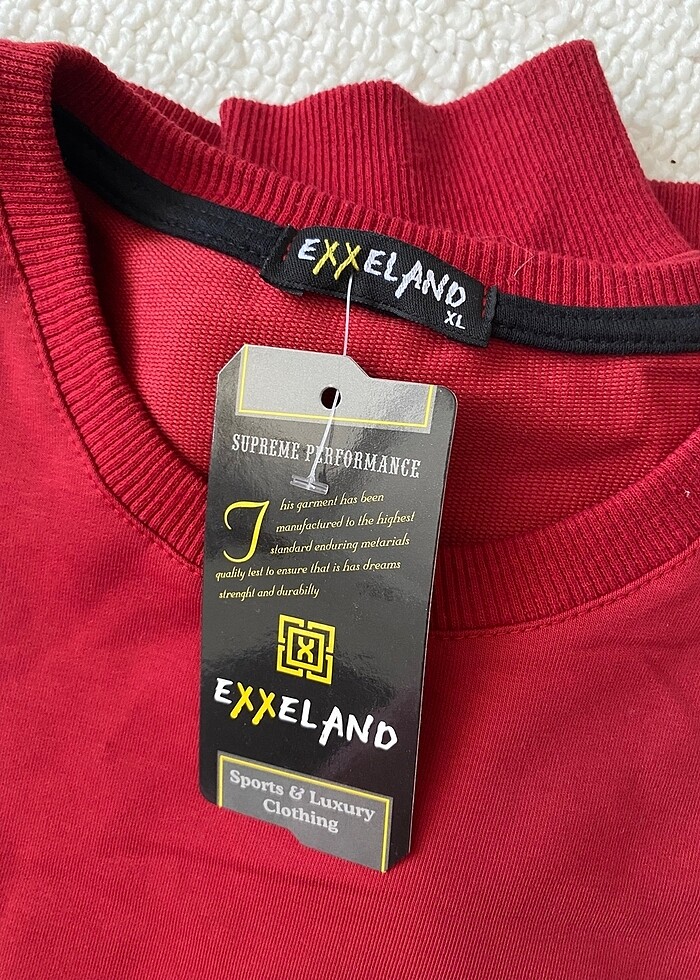 EXXELAND
XL
SUPREME PERFORMANCE
This garment has been
manufactured to the highest
standard enduring metarials
quality test to ensure that is has dreams
strenght and durabilty
X
EXXELAND
Sports & Luxury
Clothing